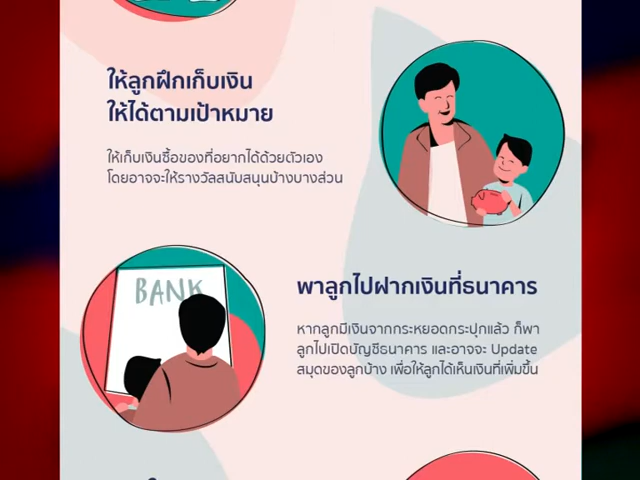 ให้ลูกฝึกเก็บเงิน
ให้ได้ตามเป้าหมาย
ให้เก็บเงินซื้อของที่อยากได้ด้วยตัวเอง
โดยอาจจะให้รางวัลสนับสนุนบ้างบางส่วน
BANK
พาลูกไปฝากเงินที่ธนาคาร
หากลูกมีเงินจากกระหยอดกระปุกแล้ว ก็พา
ลูกไปเปิดบัญชีธนาคาร และอาจจะ Update
สมุดของลูกบ้าง เพื่อให้ลูกได้เห็นเงินที่เพิ่มขึ้น